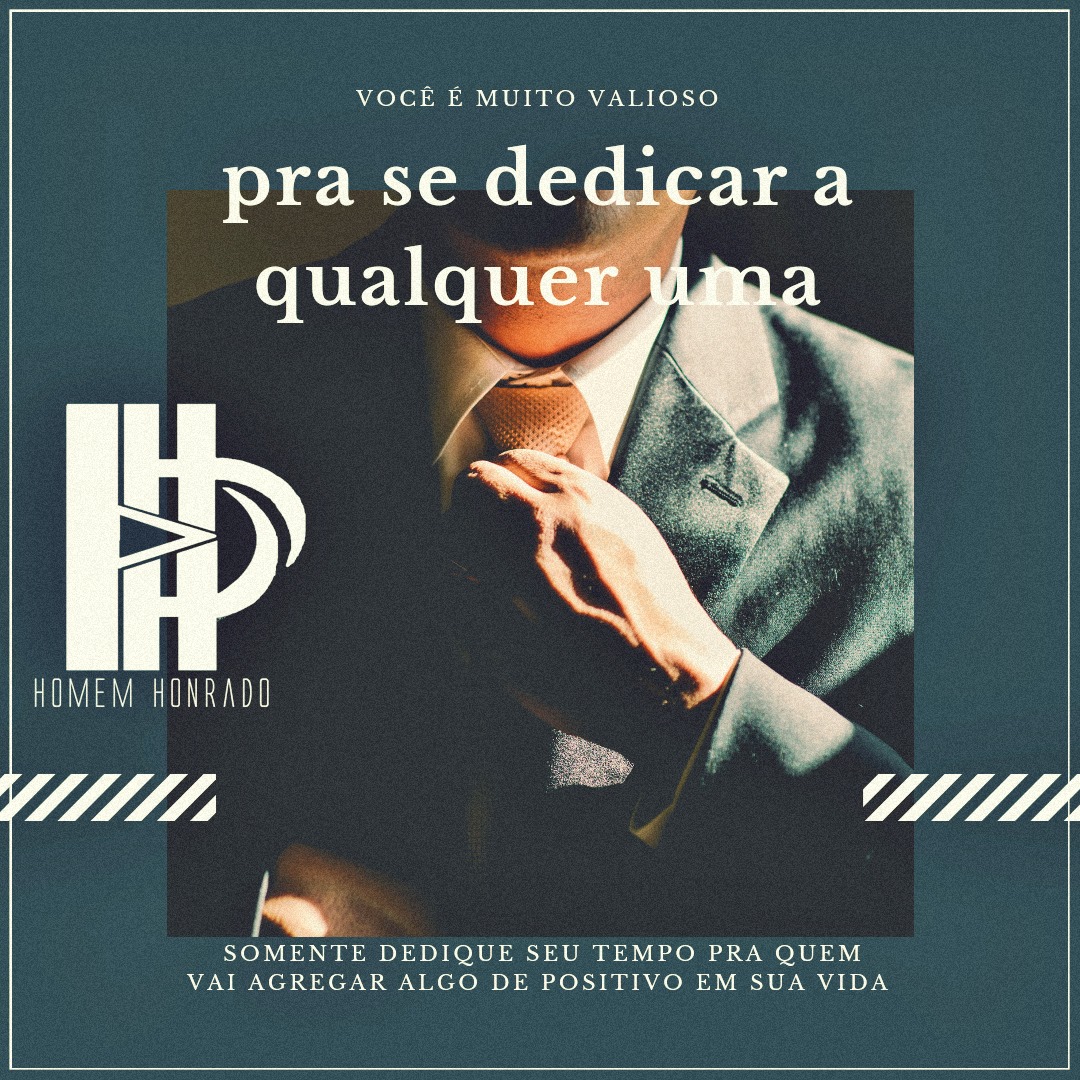 VOCÊ É MUITO VALIOSO
pra se dedicar a
qualquer uma
HOMEM HONRADO
SOMENTE DEDIQUE SEU TEMPO PRA QUEM
VAI AGREGAR ALGO DE POSITIVO EM SUA VIDA